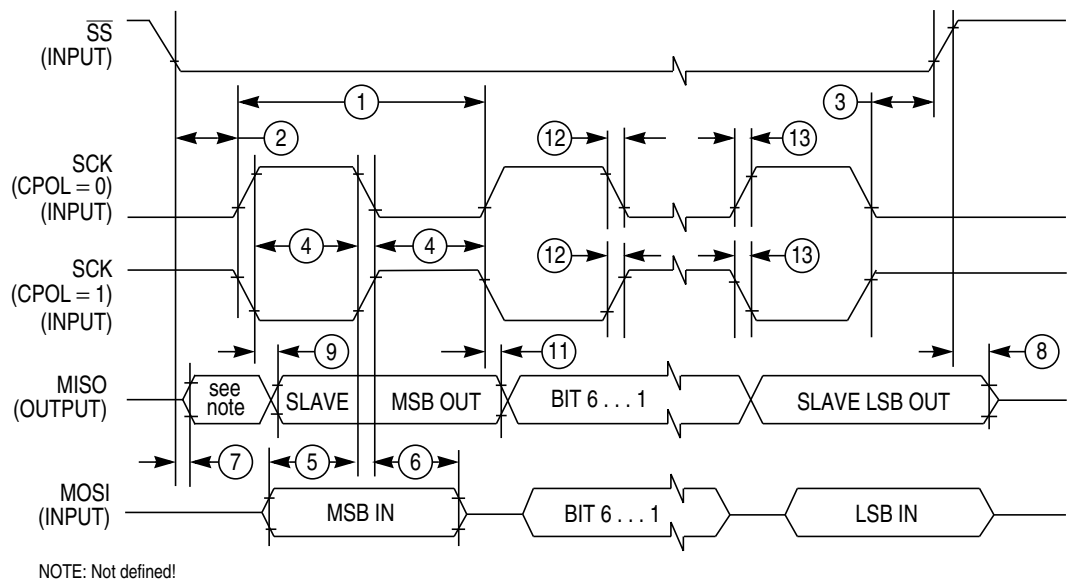 SS
(INPUT)
1
3
2
12
13
SCK
(CPOL = 0)
(INPUT)
4
4
12
13
SCK
(CPOL = 1)
(INPUT)
9
11
8
MISO
(OUTPUT)
see
note
SLAVE
MSB OUT
BIT 6 . . . 1
SLAVE LSB OUT
7
5
6
MOSI
(INPUT)
MSB IN
BIT 6 . . . 1
LSB IN
NOTE: Not defined!